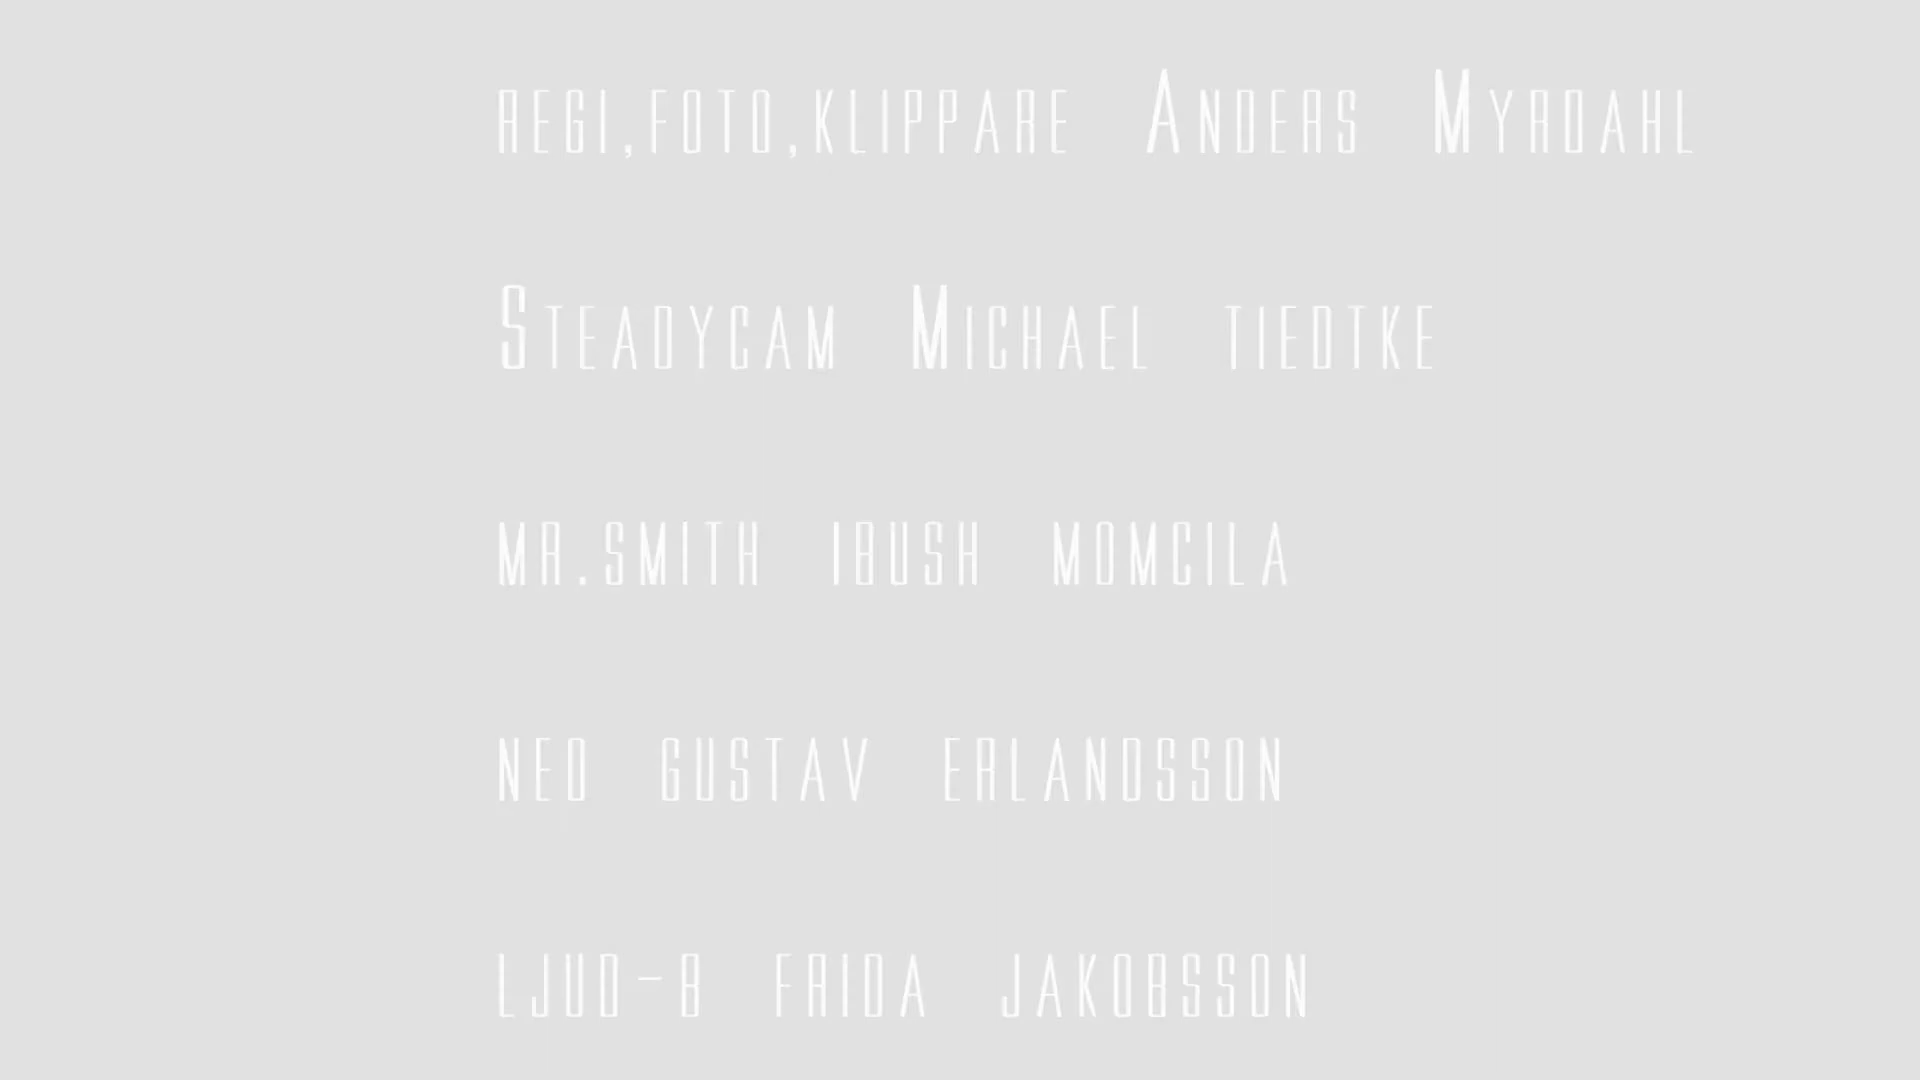 REGI,FOTO,KLIPPARE Anders Myrdahl
Steadycam Michael tiedtke
MR.SMITH IBUSH MOMCILA
NEO GUSTAV ERLANDSSON
LJUD-B FRIDA JAKOBSSON